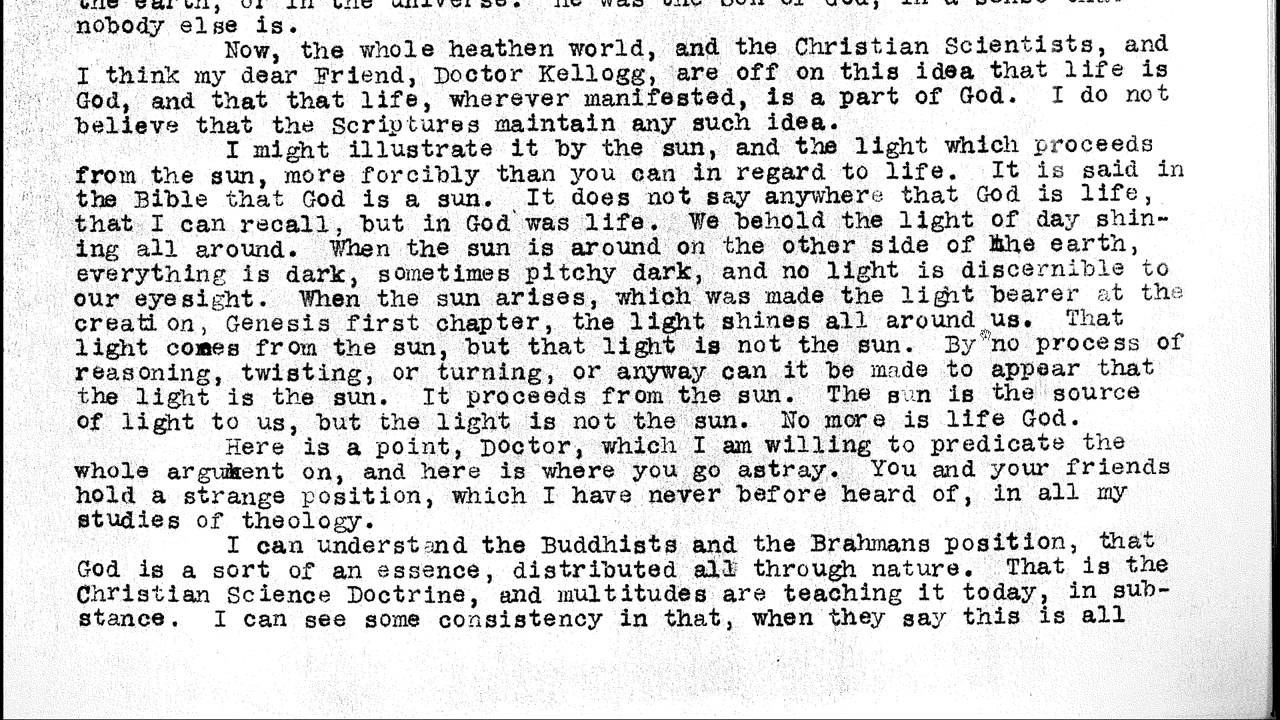 the earth, or in the universe. He was the Son of God, in a sense that
nobody else is.
Now, the whole heathen world, and the Christian Scientists, and
I think my dear Friend, Doctor Kellogg, are off on this idea that life is
God, and that that life, wherever manifested, is a part of God. I do not
believe that the Scriptures maintain any such idea.
I might illustrate it by the sun, and the light which proceeds
from the sun, more forcibly than you can in regard to life. It is said in
the Bible that God is a sun. It does not say anywhere that God is life,
that I can recall, but in God was life. We behold the light of day shin-
ing all around. When the sun is around on the other side of the earth,
everything is dark, sometimes pitchy dark, and no light is discernible to
our eyesight. When the sun arises, which was made the light bearer at the
creation, Genesis first chapter, the light shines all around us. That
light comes from the sun, but that light is not the sun. By no process of
reasoning, twisting, or turning, or anyway can it be made to appear that
the light is the sun. It proceeds from the sun. The sun is the source
of light to us, but the light is not the sun. No more is life God.
Here is a point, Doctor, which I am willing to predicate the
whole argument on, and here is where you go astray. You and your friends
hold a strange position, which I have never before heard of, in all my
studies of theology.
I can understand the Buddhists and the Brahmans position, that
God is a sort of an essence, distributed all through nature. That is the
Christian Science Doctrine, and multitudes are teaching it today, in sub-
stance. I can see some consistency in that, when they say this is all